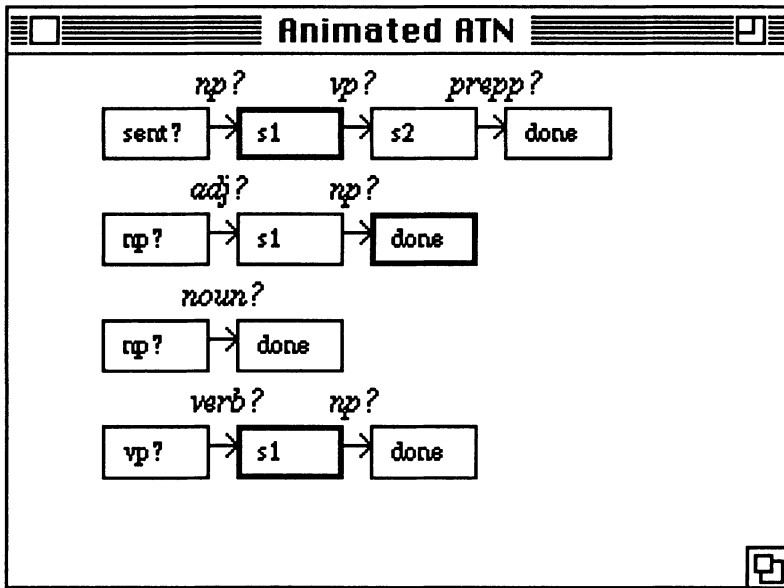 Animated ATN
np? vp? prepp?
sent? s1 s2 done
adj? np?
np? s1 done
noun?
np? done
verb? np?
vp? s1 done